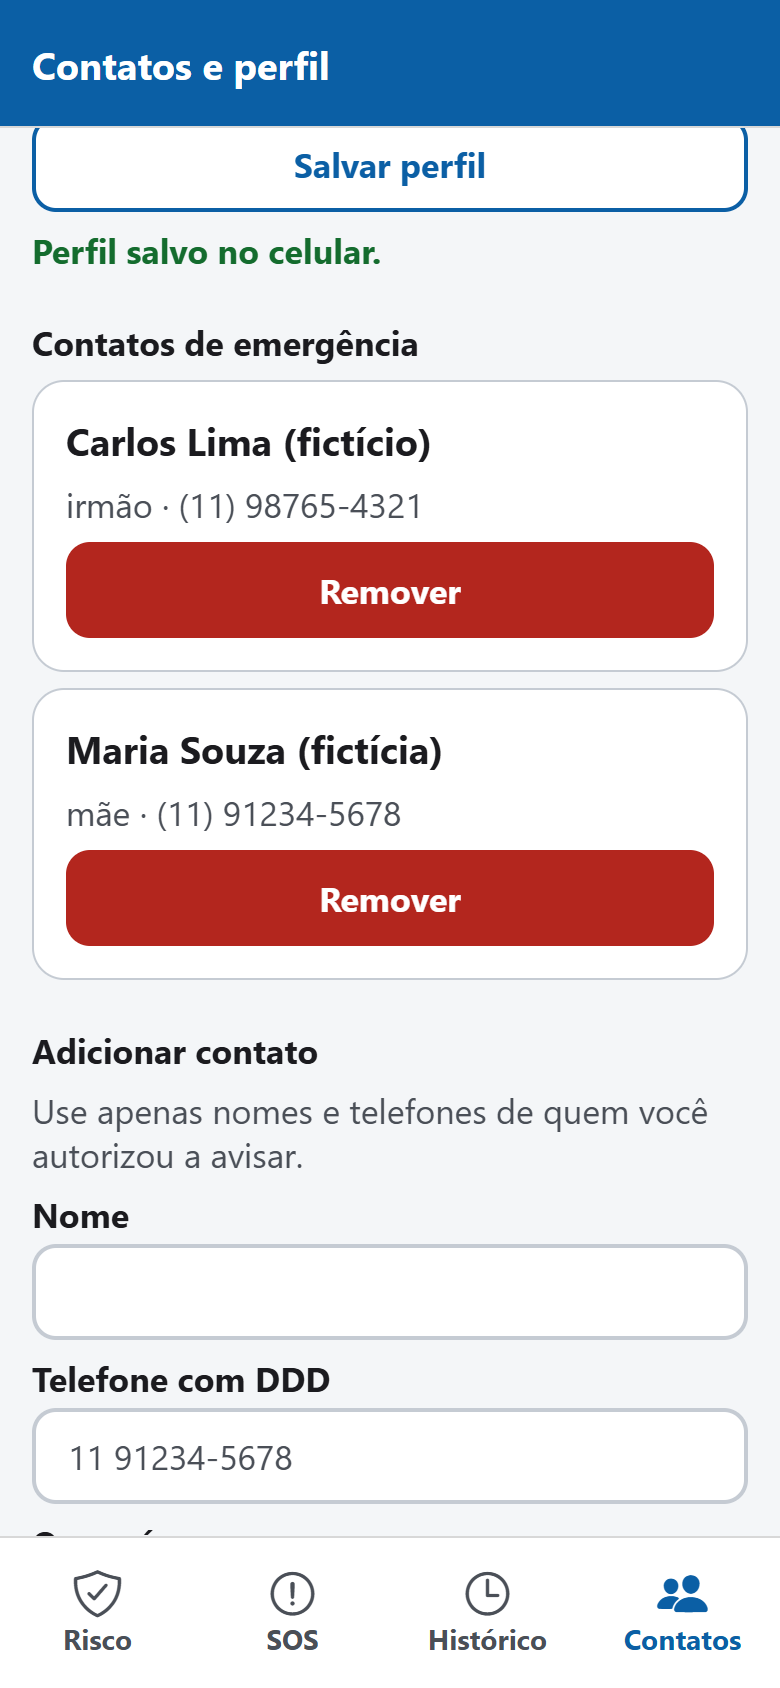 Contatos e perfil
Salvar perfil
Perfil salvo no celular.
Contatos de emergência
Carlos Lima (fictício)
irmão · (11) 98765-4321
Remover
Maria Souza (fictícia)
mãe · (11) 91234-5678
Remover
Adicionar contato
Use apenas nomes e telefones de quem você
autorizou a avisar.
Nome
Telefone com DDD
11 91234-5678
Risco
SOS
Histórico
Contatos